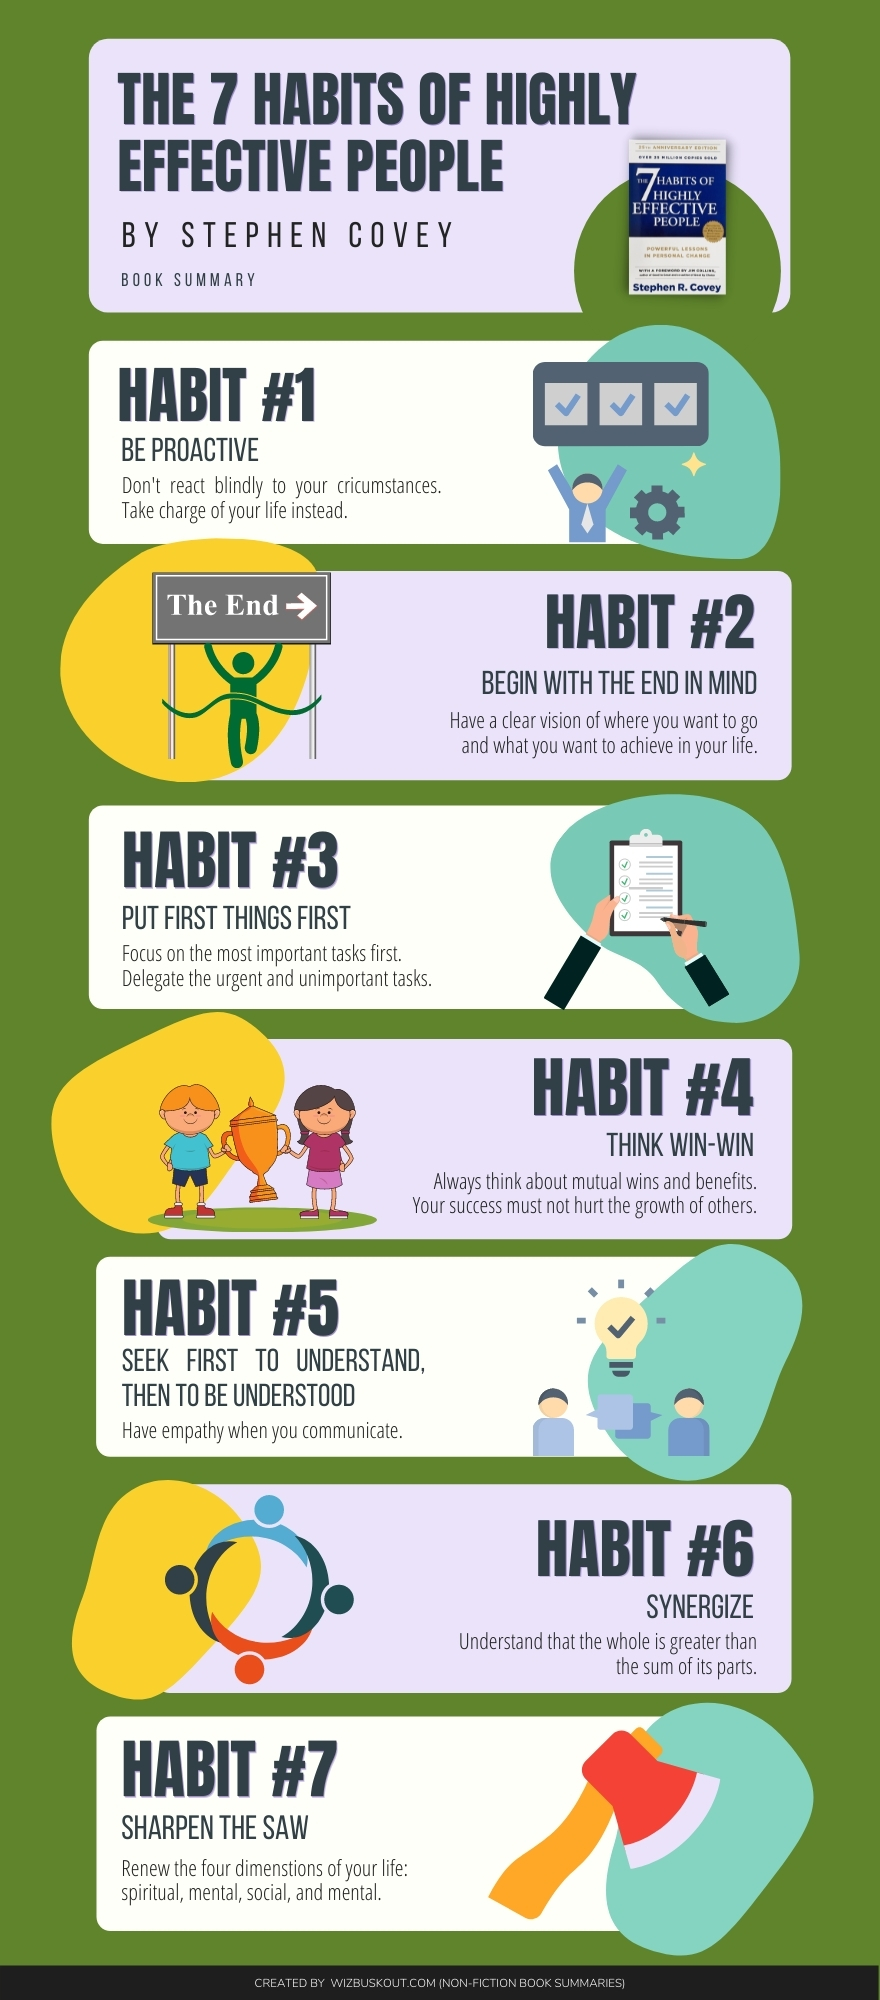 THE 7 HABITS OF HIGHLY
EFFECTIVE PEOPLE
BY STEPHEN COVEY
BOOK SUMMARY
25TH ANNIVERSARY EDITION
OVER 25 MILLION COPIES SOLD
THE 7 HABITS OF
HIGHLY
EFFECTIVE
PEOPLE
POWERFUL LESSONS
IN PERSONAL CHANGE
WITH A FOREWORD BY JIM COLLINS,
Stephen R. Covey
HABIT #1
BE PROACTIVE
Don't react blindly to your cricumstances.
Take charge of your life instead.
The End
HABIT #2
BEGIN WITH THE END IN MIND
Have a clear vision of where you want to go
and what you want to achieve in your life.
HABIT #3
PUT FIRST THINGS FIRST
Focus on the most important tasks first.
Delegate the urgent and unimportant tasks.
HABIT #4
THINK WIN-WIN
Always think about mutual wins and benefits.
Your success must not hurt the growth of others.
HABIT #5
SEEK FIRST TO UNDERSTAND,
THEN TO BE UNDERSTOOD
Have empathy when you communicate.
HABIT #6
SYNERGIZE
Understand that the whole is greater than
the sum of its parts.
HABIT #7
SHARPEN THE SAW
Renew the four dimenstions of your life:
spiritual, mental, social, and mental.
CREATED BY WIZBUSKOUT.COM (NON-FICTION BOOK SUMMARIES)